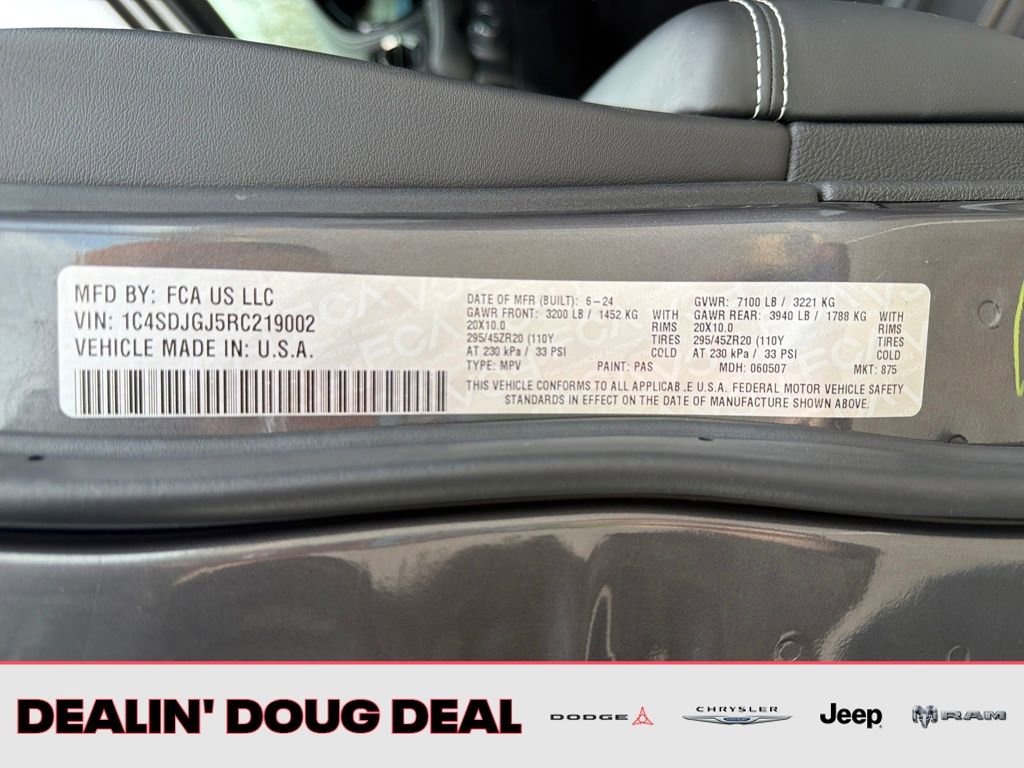 MFD BY: FCA US LLC
VIN: 1C4SDJGJ5RC219002
VEHICLE MADE IN: U.S.A.
DATE OF MFR (BUILT): 6-24
GAWR FRONT: 3200 LB / 1452 KG WITH
20X10.0 RIMS
295/45ZR20 (110Y TIRES
AT 230 kPa / 33 PSI COLD
TYPE: MPV PAINT: PAS
GVWR: 7100 LB / 3221 KG
GAWR REAR: 3940 LB / 1788 KG WITH
20X10.0 RIMS
295/45ZR20 (110Y TIRES
AT 230 kPa / 33 PSI COLD
MDH: 060507 MKT: 875
THIS VEHICLE CONFORMS TO ALL APPLICAB .E U.S.A. FEDERAL MOTOR VEHICLE SAFETY
STANDARDS IN EFFECT ON THE DATE OF MANUFACTURE SHOWN ABOVE.
DEALIN' DOUG DEAL DODGE CHRYSLER Jeep RAM